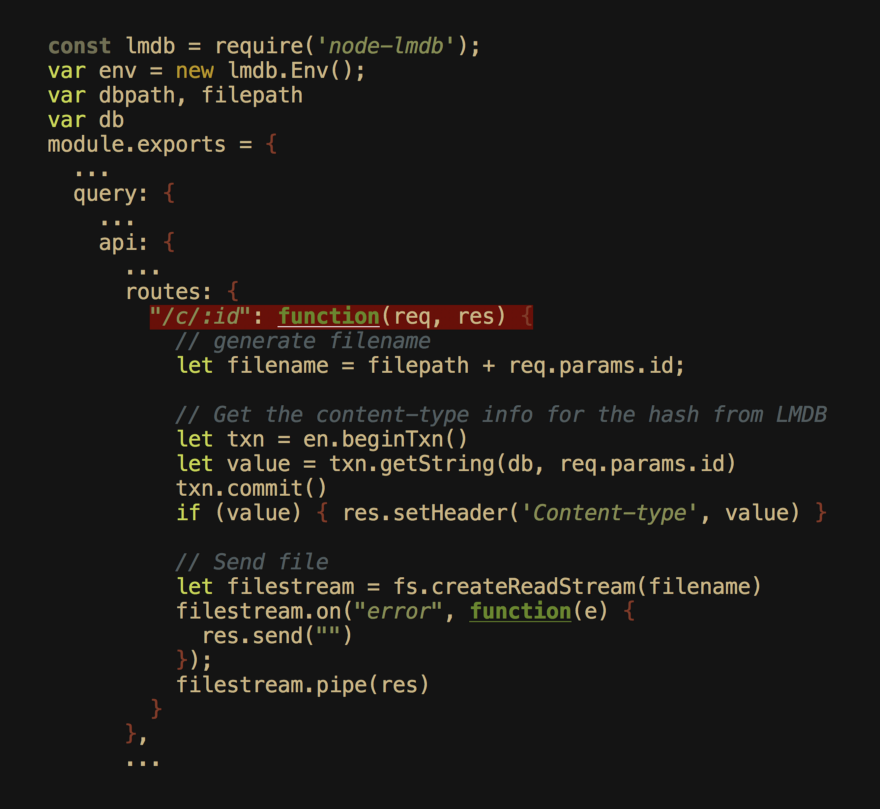 const lmdb = require('node-lmdb');
var env = new lmdb.Env();
var dbpath, filepath
var db
module.exports = {
  ...
  query: {
    ...
    api: {
      ...
      routes: {
        "/c/:id": function(req, res) {
          // generate filename
          let filename = filepath + req.params.id;

          // Get the content-type info for the hash from LMDB
          let txn = en.beginTxn()
          let value = txn.getString(db, req.params.id)
          txn.commit()
          if (value) { res.setHeader('Content-type', value) }

          // Send file
          let filestream = fs.createReadStream(filename)
          filestream.on("error", function(e) {
            res.send("")
          });
          filestream.pipe(res)
        }
      },
      ...